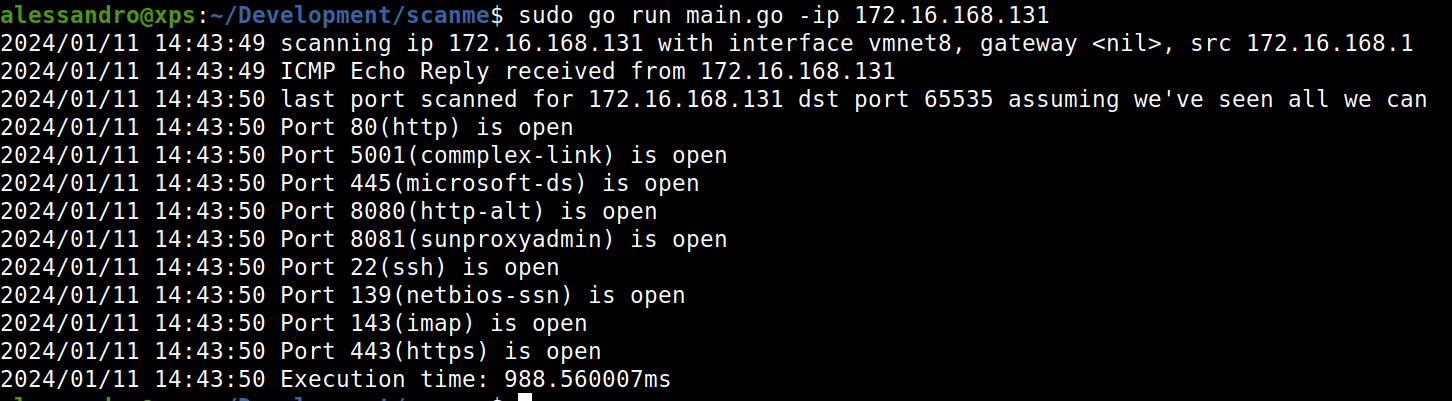 alessandro@xps:~/Development/scanme$ sudo go run main.go -ip 172.16.168.131
2024/01/11 14:43:49 scanning ip 172.16.168.131 with interface vmnet8, gateway <nil>, src 172.16.168.1
2024/01/11 14:43:49 ICMP Echo Reply received from 172.16.168.131
2024/01/11 14:43:50 last port scanned for 172.16.168.131 dst port 65535 assuming we've seen all we can
2024/01/11 14:43:50 Port 80(http) is open
2024/01/11 14:43:50 Port 5001(commplex-link) is open
2024/01/11 14:43:50 Port 445(microsoft-ds) is open
2024/01/11 14:43:50 Port 8080(http-alt) is open
2024/01/11 14:43:50 Port 8081(sunproxyadmin) is open
2024/01/11 14:43:50 Port 22(ssh) is open
2024/01/11 14:43:50 Port 139(netbios-ssn) is open
2024/01/11 14:43:50 Port 143(imap) is open
2024/01/11 14:43:50 Port 443(https) is open
2024/01/11 14:43:50 Execution time: 988.560007ms